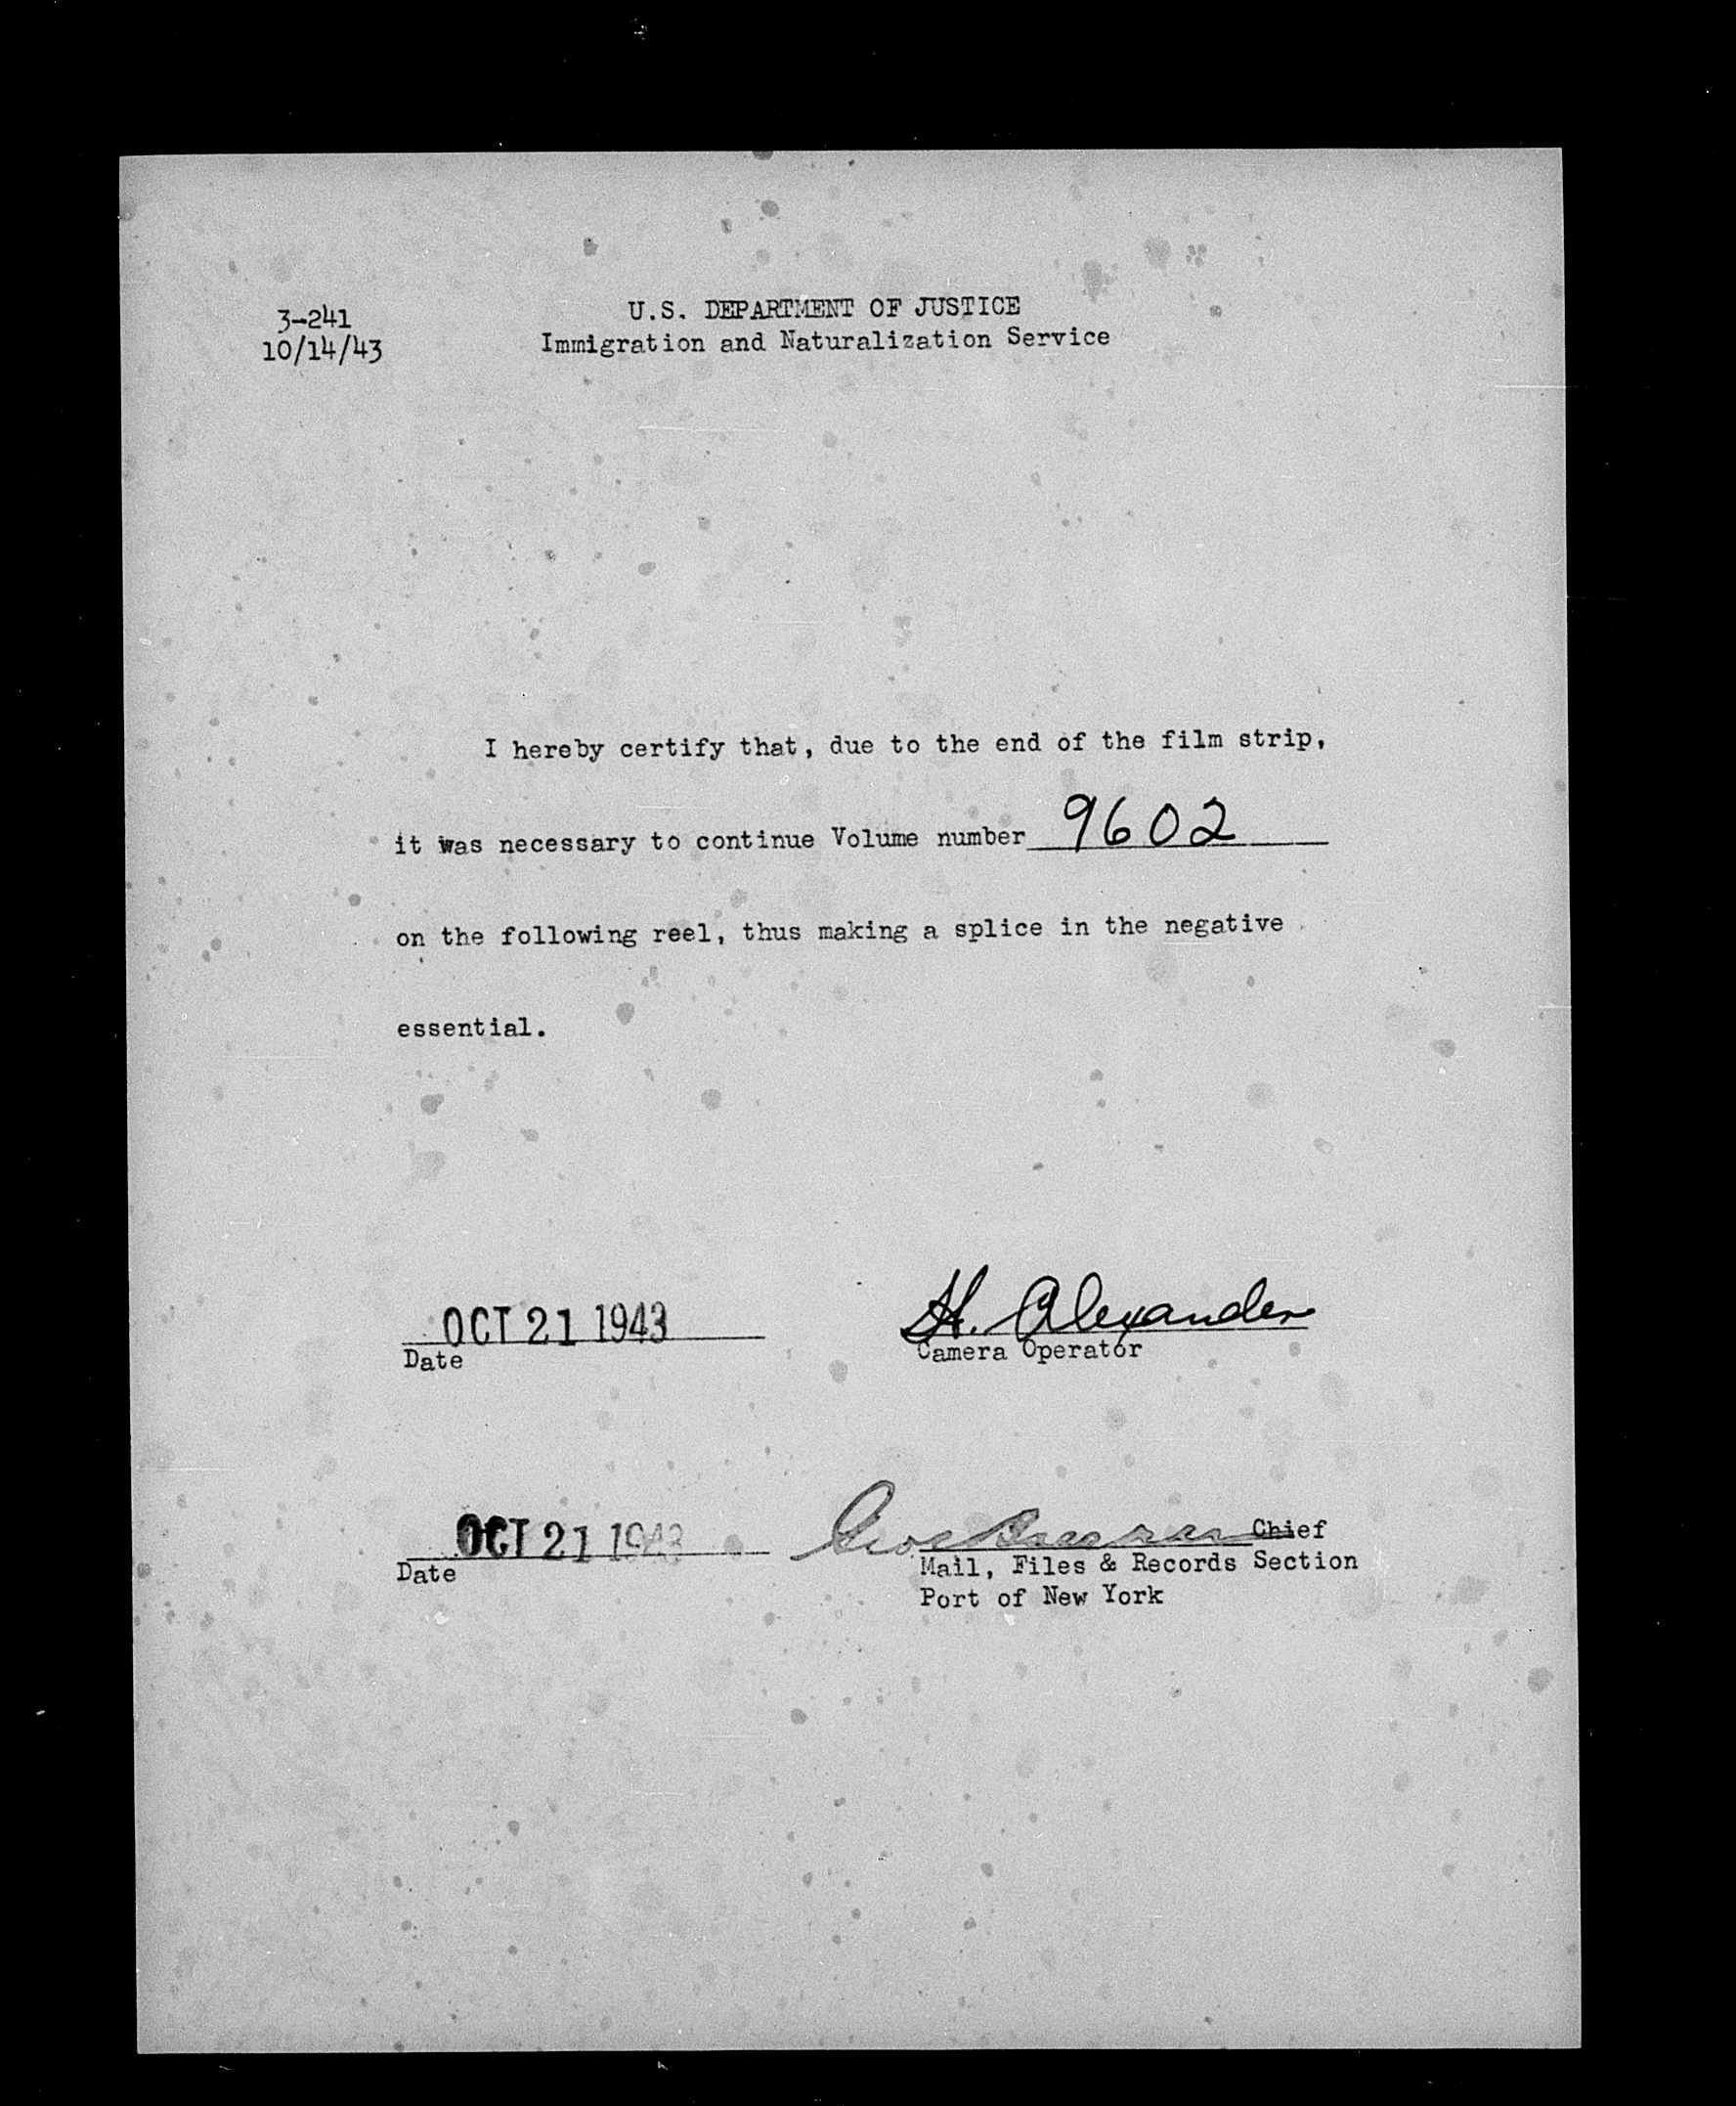 3-241
10/14/43
U.S. DEPARTMENT OF JUSTICE
Immigration and Naturalization Service
I hereby certify that, due to the end of the film strip,
it was necessary to continue Volume number 9602
on the following reel, thus making a splice in the negative
essential.
OCT 21 1943
Date
H. Alexander
Camera Operator
OCT 21 1943
Date
Chief
Mail, Files & Records Section
Port of New York